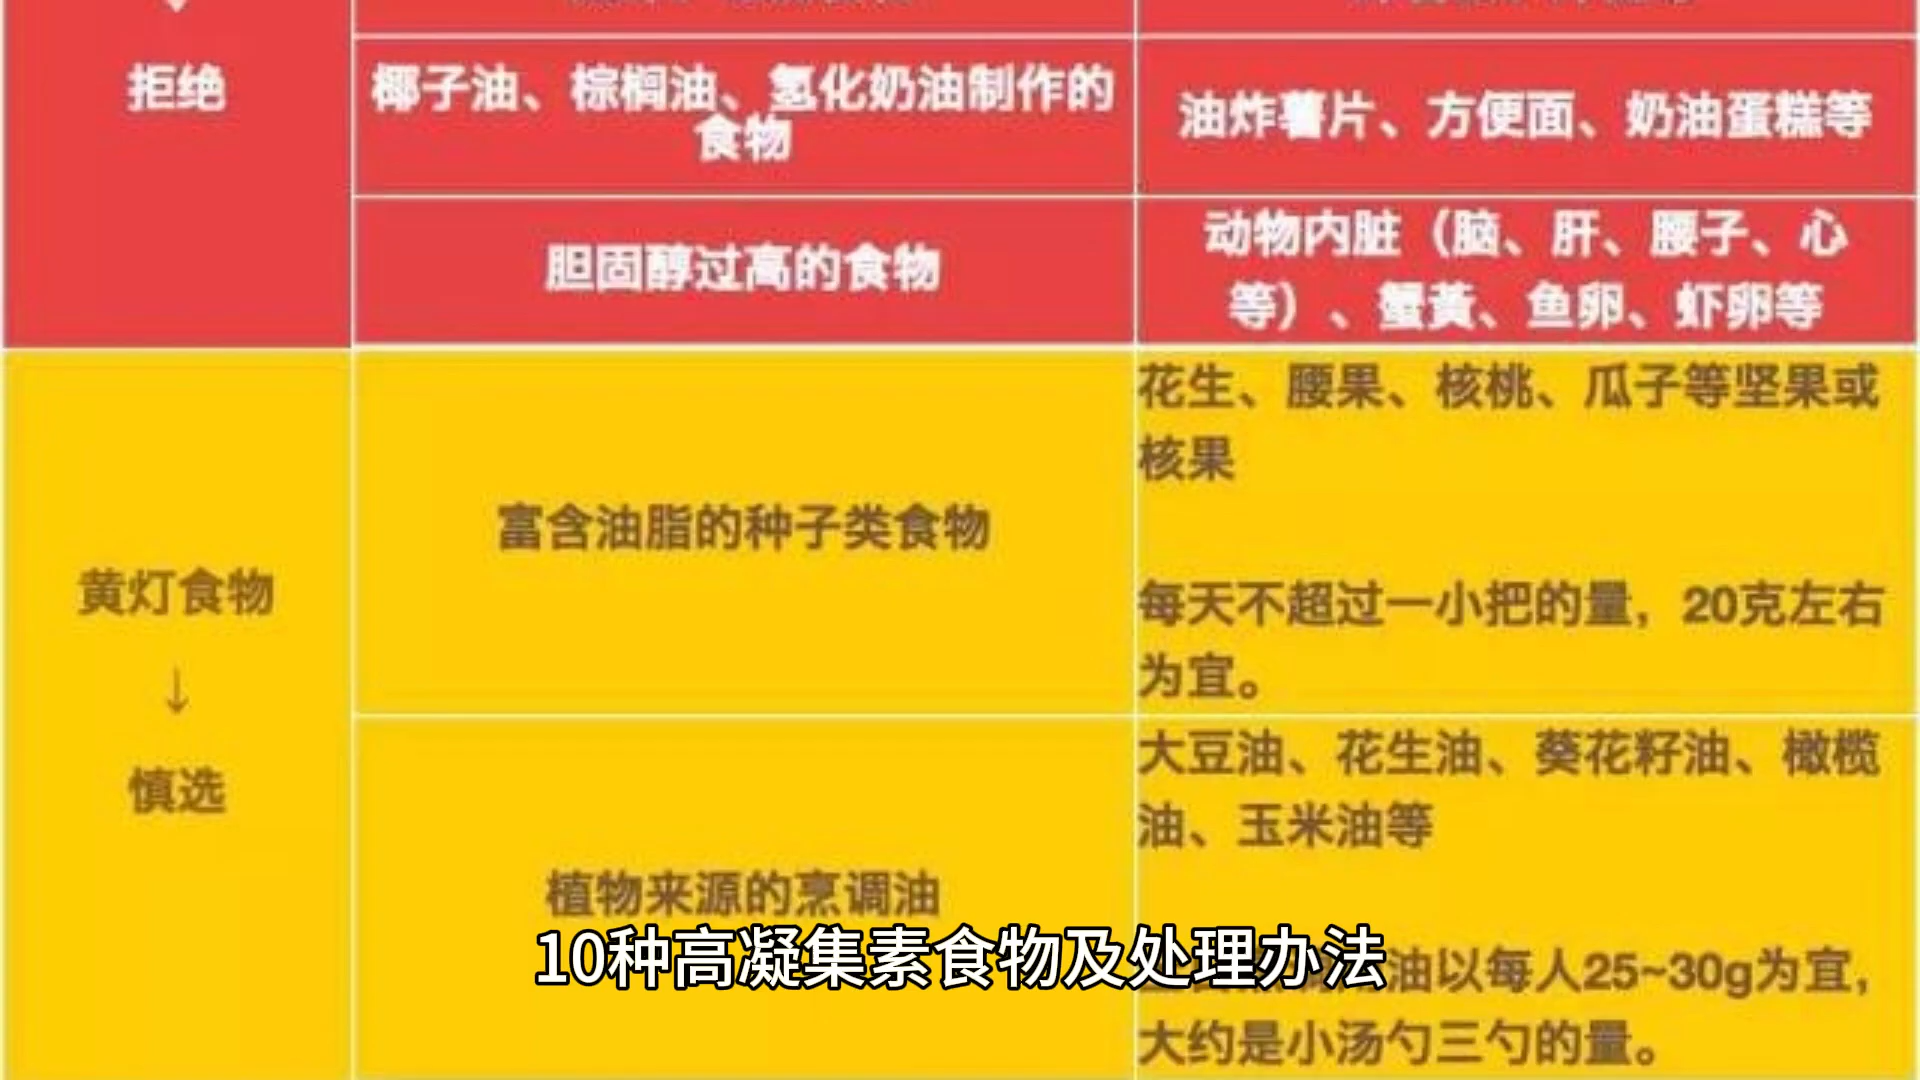 拒绝
椰子油、棕榈油、氢化奶油制作的
食物
油炸薯片、方便面、奶油蛋糕等
胆固醇过高的食物
动物内脏（脑、肝、腰子、心
等）、蟹黃、鱼卵、虾卵等
黄灯食物
↓
慎选
富含油脂的种子类食物
花生、腰果、核桃、瓜子等坚果或
核果
每天不超过一小把的量，20克左右
为宜。
植物来源的烹调油
大豆油、花生油、葵花籽油、橄榄
油、玉米油等
油以每人25~30g为宜，
大约是小汤勺三勺的量。
10种高凝集素食物及处理办法